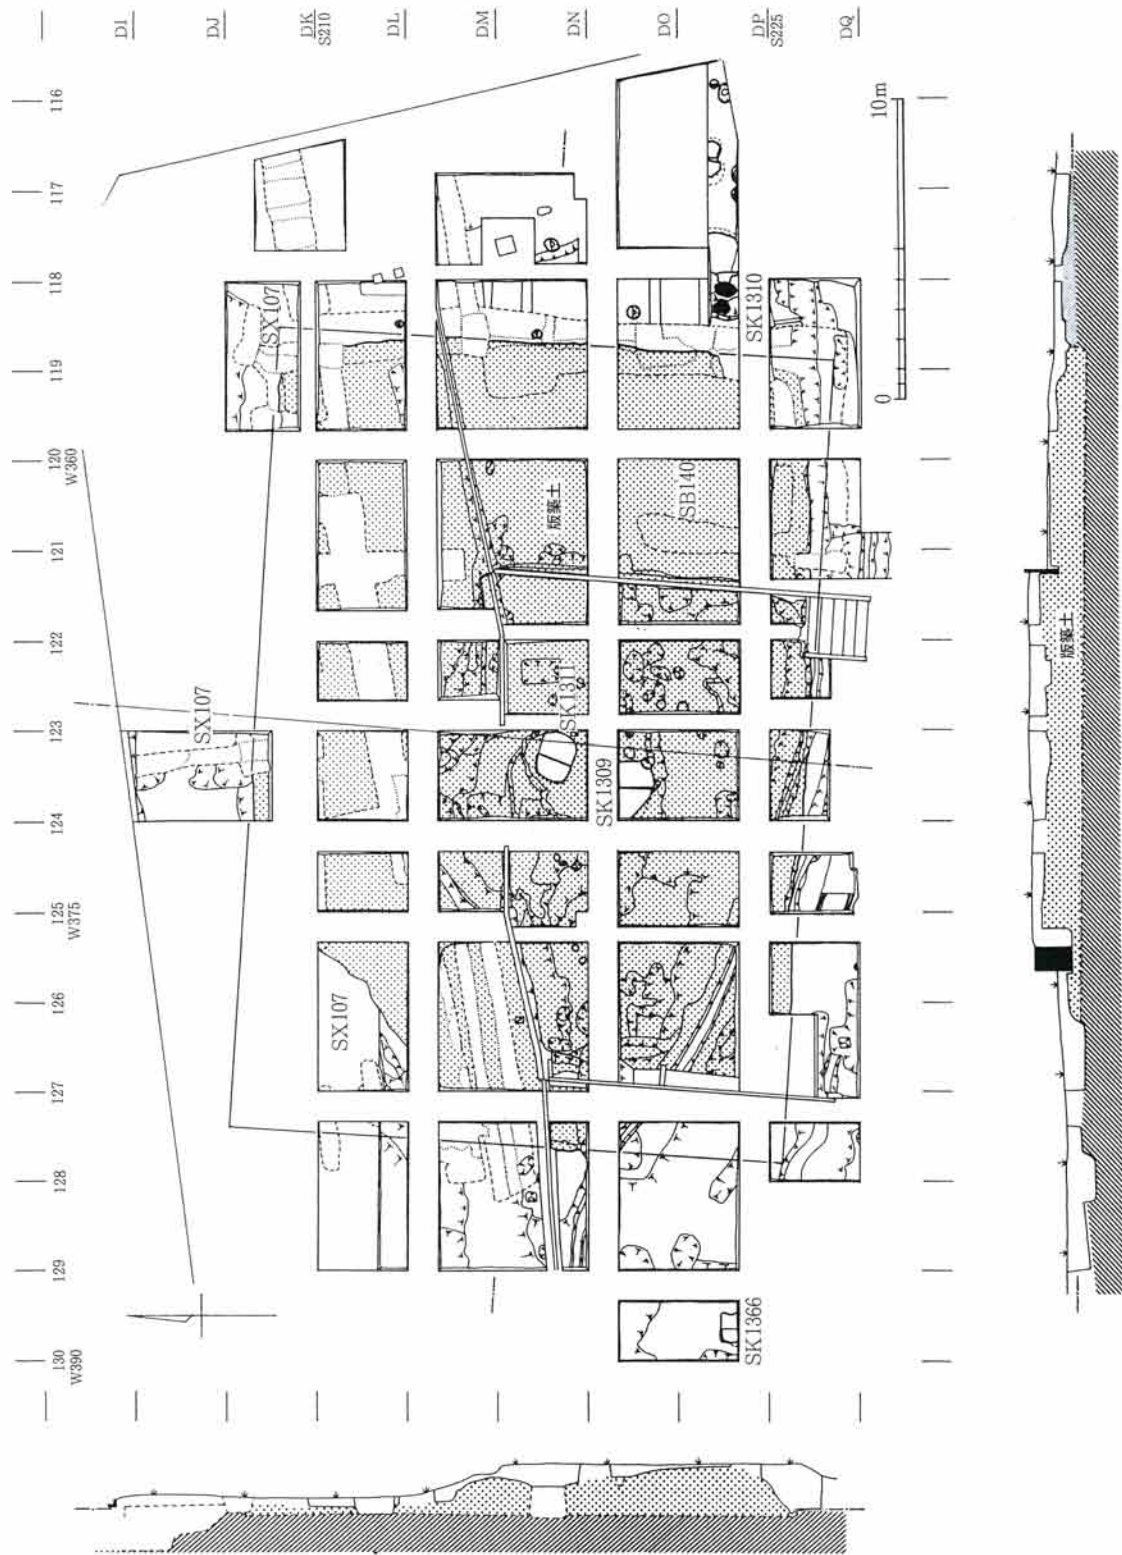 DI
DJ
DK
S210
DL
DM
DN
DO
DP
S225
DQ
116
117
118
119
120
W360
121
122
123
124
125
W375
126
127
128
129
130
W390
10m
0
SX107
SK1310
版築土
SB140
SX107
SK1311
SK1309
SX107
SK1366
版築土